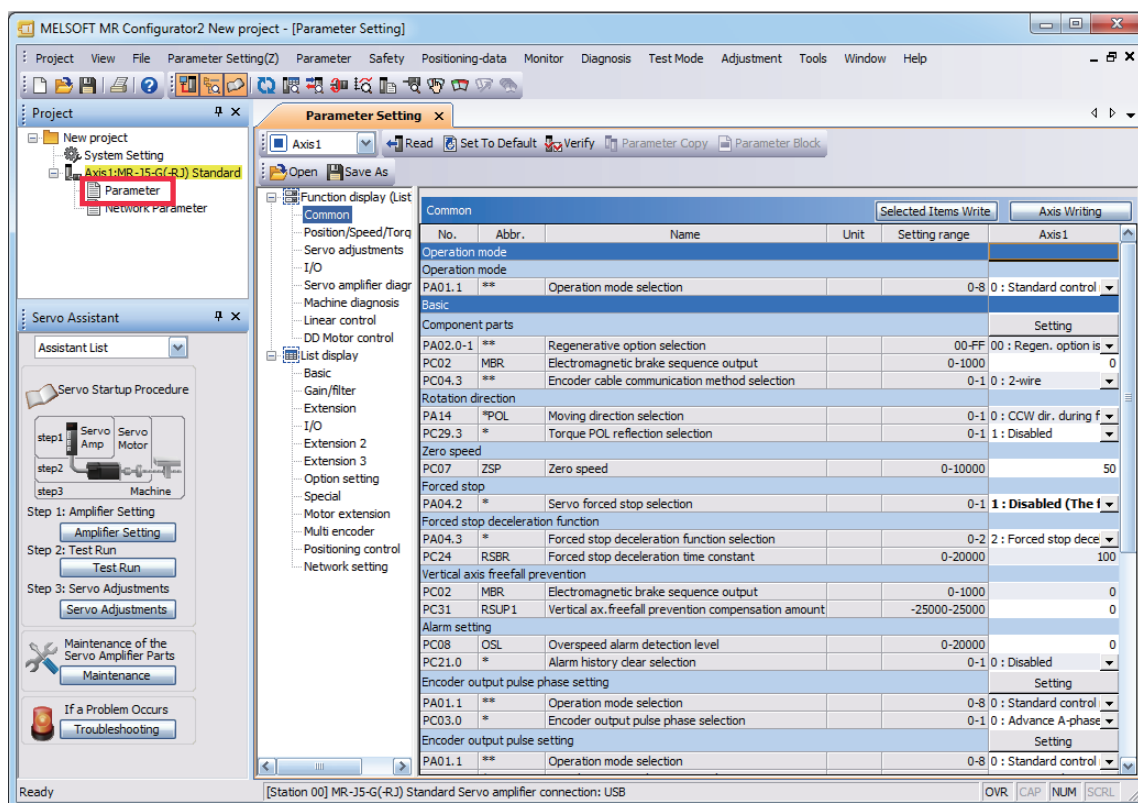 MELSOFT MR Configurator2 New project - [Parameter Setting]
Project View File Parameter Setting(Z) Parameter Safety Positioning-data Monitor Diagnosis Test Mode Adjustment Tools Window Help
Project
New project
System Setting
Axis1:MR-J5-G(-RJ) Standard
Parameter
Network Parameter
Servo Assistant
Assistant List
Servo Startup Procedure
step1 Servo Amp Servo Motor
step2
step3 Machine
Step 1: Amplifier Setting
Amplifier Setting
Step 2: Test Run
Test Run
Step 3: Servo Adjustments
Servo Adjustments
Maintenance of the
Servo Amplifier Parts
Maintenance
If a Problem Occurs
Troubleshooting
Parameter Setting
Axis1 Read Set To Default Verify Parameter Copy Parameter Block
Open Save As
Function display (List
Common
Position/Speed/Torq
Servo adjustments
I/O
Servo amplifier diagr
Machine diagnosis
Linear control
DD Motor control
List display
Basic
Gain/filter
Extension
I/O
Extension 2
Extension 3
Option setting
Special
Motor extension
Multi encoder
Positioning control
Network setting
Common Selected Items Write Axis Writing
No. Abbr. Name Unit Setting range Axis1
Operation mode
Operation mode
PA01.1 ** Operation mode selection 0-8 0 : Standard control
Basic
Component parts Setting
PA02.0-1 ** Regenerative option selection 00-FF 00 : Regen. option is
PC02 MBR Electromagnetic brake sequence output 0-1000 0
PC04.3 ** Encoder cable communication method selection 0-1 0 : 2-wire
Rotation direction
PA14 *POL Moving direction selection 0-1 0 : CCW dir. during f
PC29.3 * Torque POL reflection selection 0-1 1 : Disabled
Zero speed
PC07 ZSP Zero speed 0-10000 50
Forced stop
PA04.2 * Servo forced stop selection 0-1 1 : Disabled (The f
Forced stop deceleration function
PA04.3 * Forced stop deceleration function selection 0-2 2 : Forced stop dece
PC24 RSBR Forced stop deceleration time constant 0-20000 100
Vertical axis freefall prevention
PC02 MBR Electromagnetic brake sequence output 0-1000 0
PC31 RSUP1 Vertical ax.freefall prevention compensation amount -25000-25000 0
Alarm setting
PC08 OSL Overspeed alarm detection level 0-20000 0
PC21.0 * Alarm history clear selection 0-1 0 : Disabled
Encoder output pulse phase setting Setting
PA01.1 ** Operation mode selection 0-8 0 : Standard control
PC03.0 * Encoder output pulse phase selection 0-1 0 : Advance A-phase
Encoder output pulse setting Setting
PA01.1 ** Operation mode selection 0-8 0 : Standard control
Ready [Station 00] MR-J5-G(-RJ) Standard Servo amplifier connection: USB OVR CAP NUM SCRL